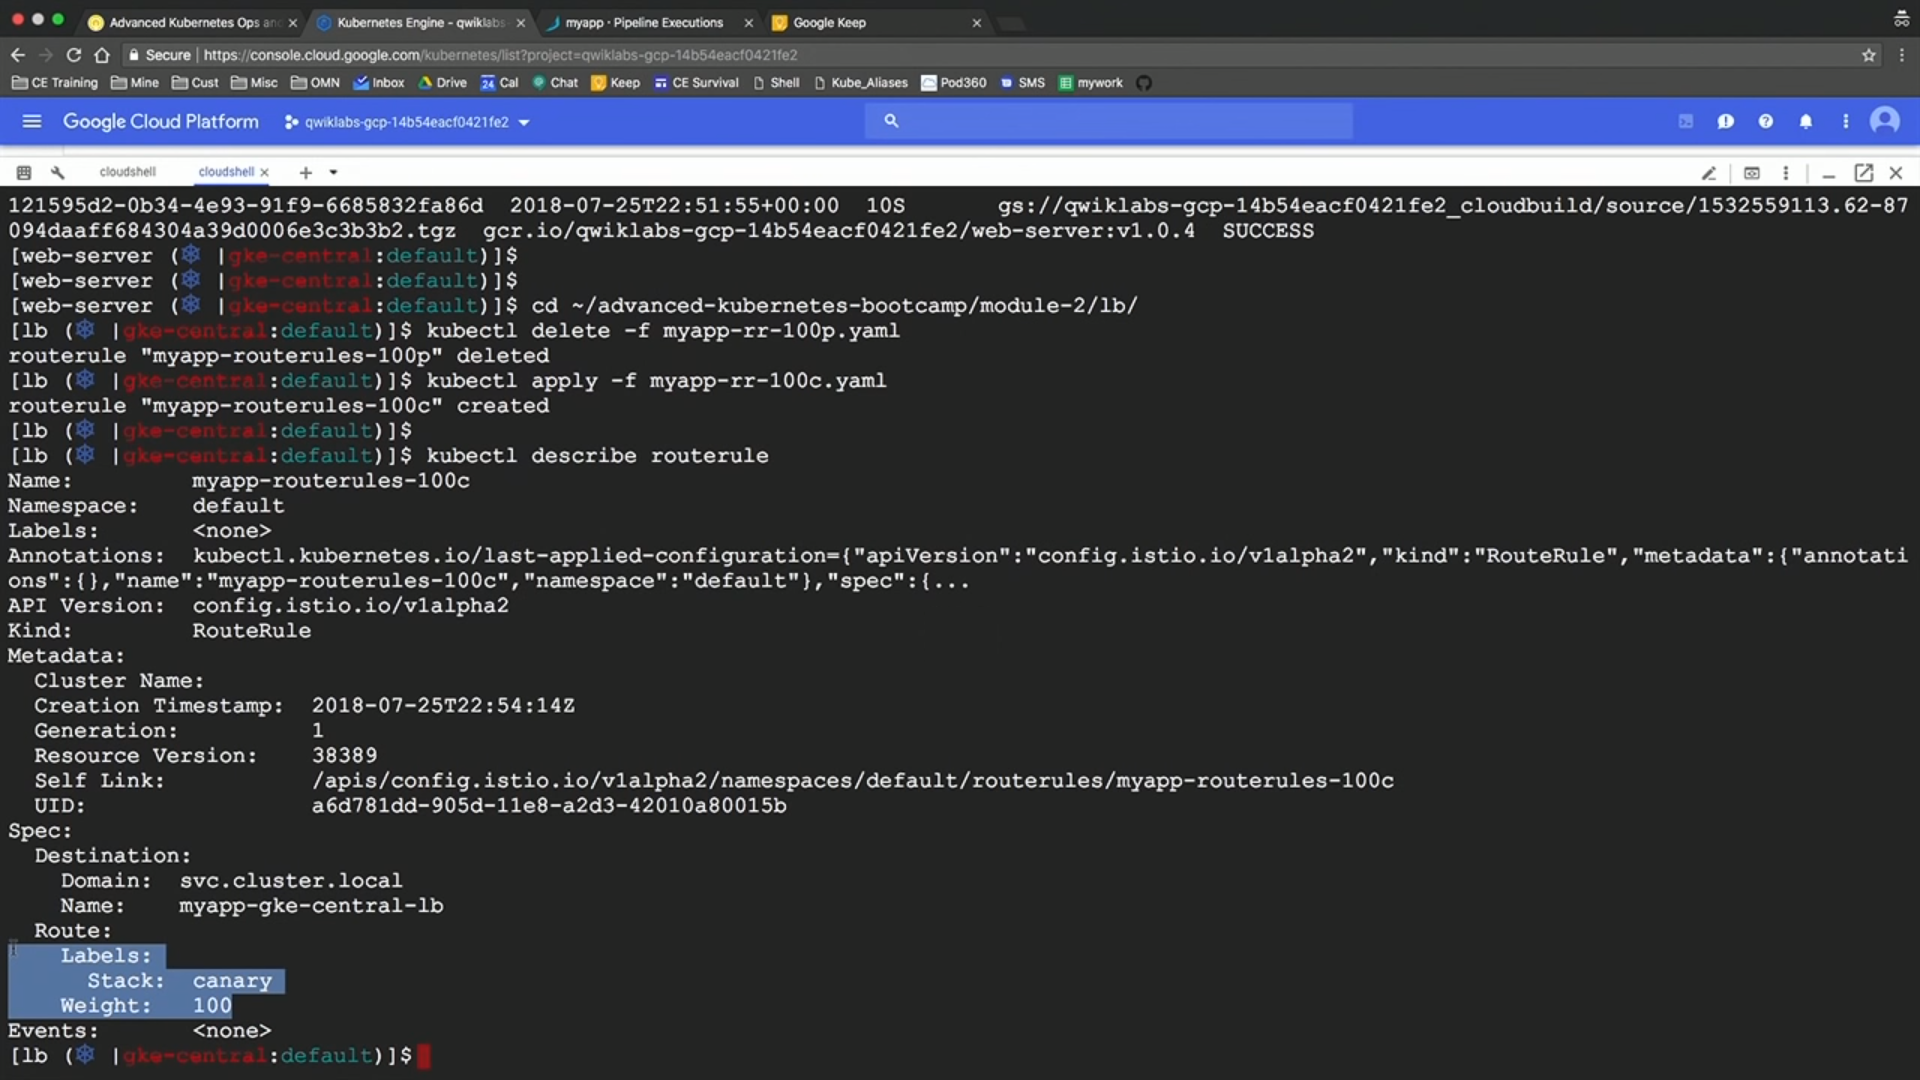 Advanced Kubernetes Ops and
Kubernetes Engine - qwiklabs-
myapp · Pipeline Executions
Google Keep
Secure | https://console.cloud.google.com/kubernetes/list?project=qwiklabs-gcp-14b54eacf0421fe2
CE Training Mine Cust Misc OMN Inbox Drive 24 Cal Chat Keep CE Survival Shell Kube_Aliases Pod360 SMS mywork
Google Cloud Platform qwiklabs-gcp-14b54eacf0421fe2
cloudshell cloudshell
121595d2-0b34-4e93-91f9-6685832fa86d 2018-07-25T22:51:55+00:00 10S gs://qwiklabs-gcp-14b54eacf0421fe2_cloudbuild/source/1532559113.62-87
094daaff684304a39d0006e3c3b3b2.tgz gcr.io/qwiklabs-gcp-14b54eacf0421fe2/web-server:v1.0.4 SUCCESS
[web-server (☸ |gke-central:default)]$
[web-server (☸ |gke-central:default)]$
[web-server (☸ |gke-central:default)]$ cd ~/advanced-kubernetes-bootcamp/module-2/lb/
[lb (☸ |gke-central:default)]$ kubectl delete -f myapp-rr-100p.yaml
routerule "myapp-routerules-100p" deleted
[lb (☸ |gke-central:default)]$ kubectl apply -f myapp-rr-100c.yaml
routerule "myapp-routerules-100c" created
[lb (☸ |gke-central:default)]$
[lb (☸ |gke-central:default)]$ kubectl describe routerule
Name: myapp-routerules-100c
Namespace: default
Labels: <none>
Annotations: kubectl.kubernetes.io/last-applied-configuration={"apiVersion":"config.istio.io/v1alpha2","kind":"RouteRule","metadata":{"annotati
ons":{},"name":"myapp-routerules-100c","namespace":"default"},"spec":{...
API Version: config.istio.io/v1alpha2
Kind: RouteRule
Metadata:
Cluster Name:
Creation Timestamp: 2018-07-25T22:54:14Z
Generation: 1
Resource Version: 38389
Self Link: /apis/config.istio.io/v1alpha2/namespaces/default/routerules/myapp-routerules-100c
UID: a6d781dd-905d-11e8-a2d3-42010a80015b
Spec:
Destination:
Domain: svc.cluster.local
Name: myapp-gke-central-lb
Route:
Labels:
Stack: canary
Weight: 100
Events: <none>
[lb (☸ |gke-central:default)]$